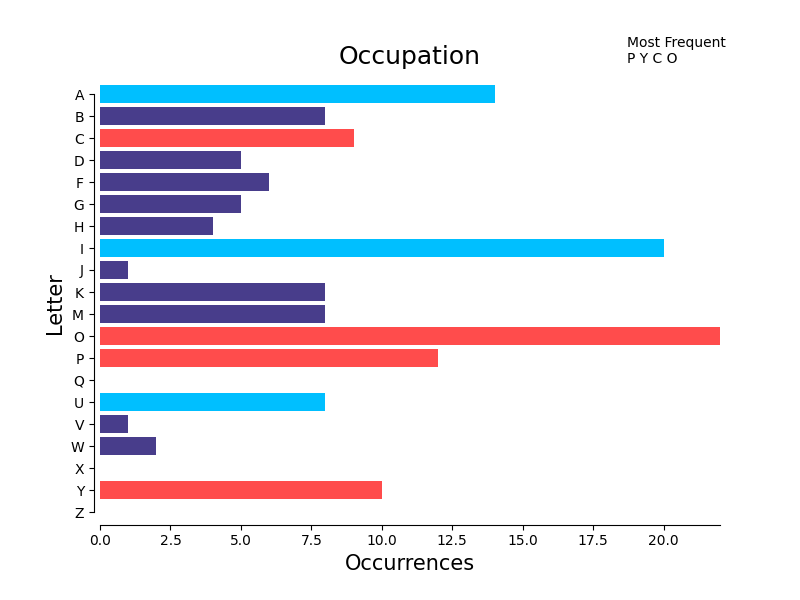 Occupation
Most Frequent
P Y C O
Letter
A
B
C
D
F
G
H
I
J
K
M
O
P
Q
U
V
W
X
Y
Z
0.0 2.5 5.0 7.5 10.0 12.5 15.0 17.5 20.0
Occurrences